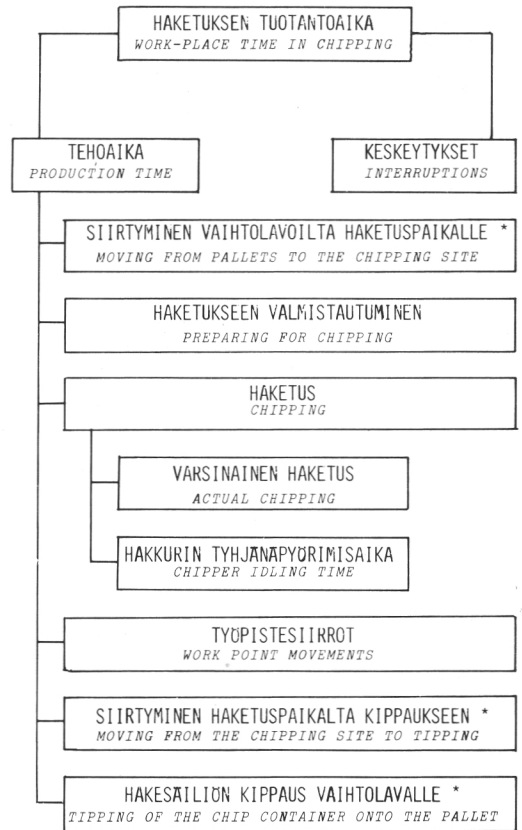 HAKETUKSEN TUOTANTOAIKA
WORK-PLACE TIME IN CHIPPING
TEHOAIKA
PRODUCTION TIME
KESKEYTYKSET
INTERRUPTIONS
SIIRTYMINEN VAIHTOLAVOILTA HAKETUSPAIKALLE *
MOVING FROM PALLETS TO THE CHIPPING SITE
HAKETUKSEEN VALMISTAUTUMINEN
PREPARING FOR CHIPPING
HAKETUS
CHIPPING
VARSINAINEN HAKETUS
ACTUAL CHIPPING
HAKKURIN TYHJÄNÄPYÖRIMISAIKA
CHIPPER IDLING TIME
TYÖPISTESIIRROT
WORK POINT MOVEMENTS
SIIRTYMINEN HAKETUSPAIKALTA KIPPAUKSEEN *
MOVING FROM THE CHIPPING SITE TO TIPPING
HAKESÄILIÖN KIPPAUS VAIHTOLAVALLE *
TIPPING OF THE CHIP CONTAINER ONTO THE PALLET